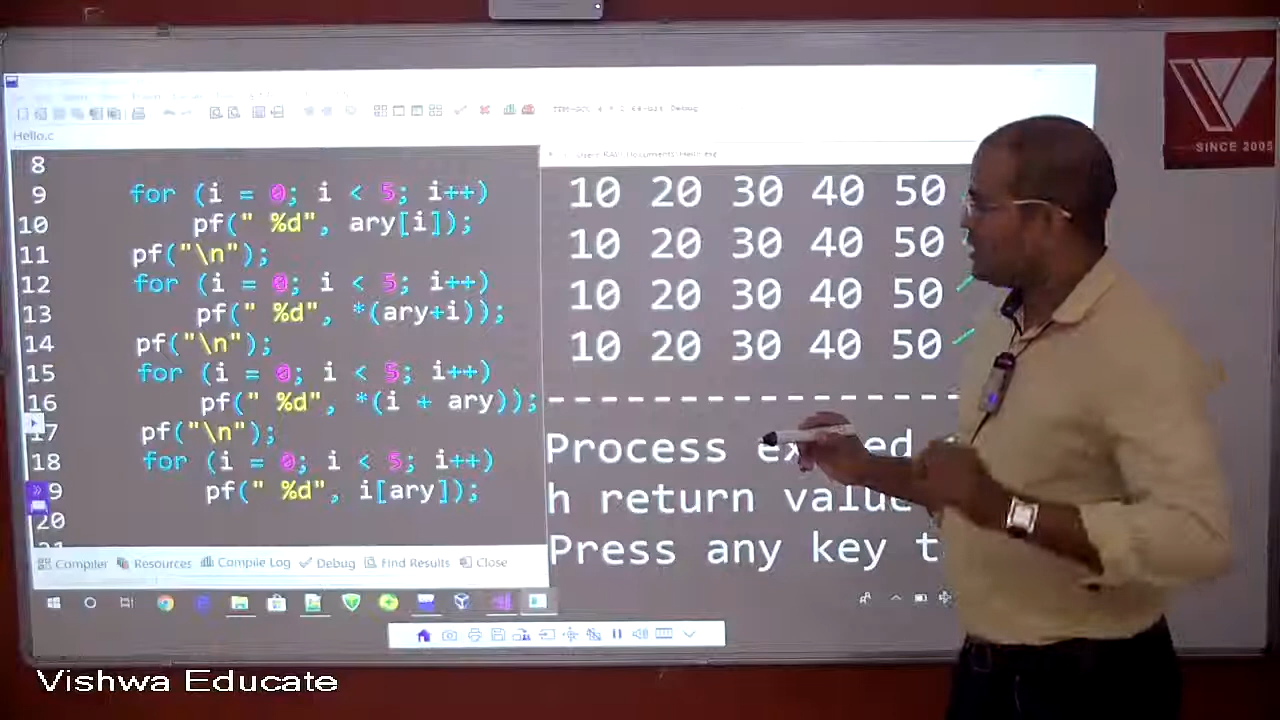 SINCE 2005
Hello.c
8
9 for (i = 0; i < 5; i++)
10 pf(" %d", ary[i]);
11 pf("\n");
12 for (i = 0; i < 5; i++)
13 pf(" %d", *(ary+i));
14 pf("\n");
15 for (i = 0; i < 5; i++)
16 pf(" %d", *(i + ary));
17 pf("\n");
18 for (i = 0; i < 5; i++)
9 pf(" %d", i[ary]);
20
10 20 30 40 50
10 20 30 40 50
10 20 30 40 50
10 20 30 40 50
----------------
Process ex ed
h return value
Press any key t
Compiler Resources Compile Log Debug Find Results Close
Vishwa Educate